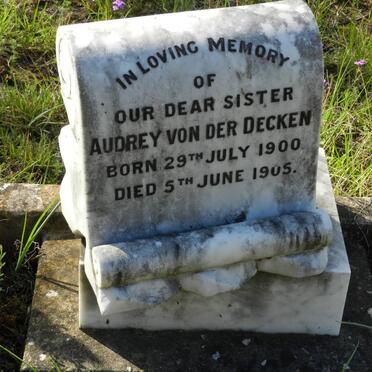 IN LOVING MEMORY
OF
OUR DEAR SISTER
AUDREY VON DER DECKEN
BORN 29TH JULY 1900
DIED 5TH JUNE 1905.